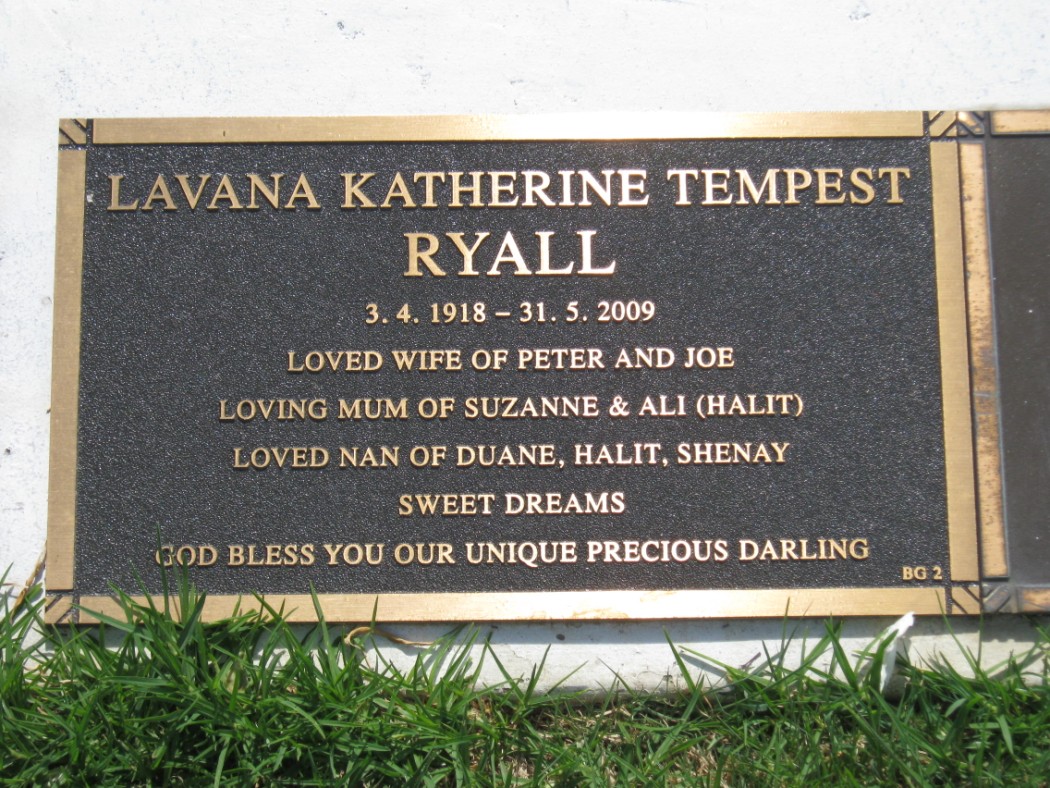 LAVANA KATHERINE TEMPEST
RYALL
3. 4. 1918 – 31. 5. 2009
LOVED WIFE OF PETER AND JOE
LOVING MUM OF SUZANNE & ALI (HALIT)
LOVED NAN OF DUANE, HALIT, SHENAY
SWEET DREAMS
GOD BLESS YOU OUR UNIQUE PRECIOUS DARLING
BG 2